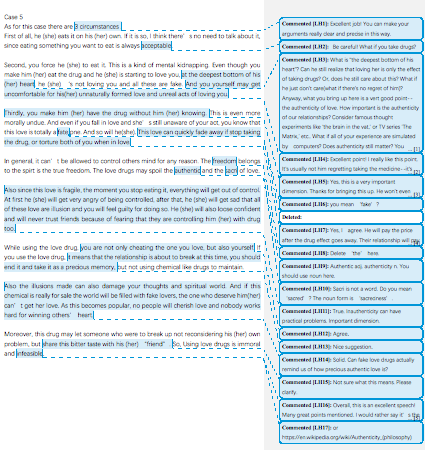 Case 5
As for this case there are 3 circumstances.
First of all, he (she) eats it on his (her) own. If it is so, I think there's no need to talk about it,
since eating something you want to eat is always acceptable.
Second, you force he (she) to eat it. This is a kind of mental kidnapping. Even though you
make him (her) eat the drug and he (she) is starting to love you, at the deepest bottom of his
(her) heart, he (she) 's not loving you and all these are fake. And you yourself may get
uncomfortable for his(her) unnaturally formed love and unreal acts of loving you.
Thirdly, you make him (her) have the drug without him (her) knowing. This is even more
morally undue. And even if you fall in love and she's still unaware of your act, you know that
this love is totally a fate one. And so will he(she). This love can quickly fade away if stop taking
the drug, or torture both of you when in love.
In general, it can't be allowed to control others mind for any reason. The freedom belongs
to the spirit is the true freedom. The love drugs may spoil the authentic and the sacri of love.
Also since this love is fragile, the moment you stop eating it, everything will get out of control.
At first he (she) will get very angry of being controlled, after that, he (she) will get sad that all
of these love are illusion and you will feel guilty for doing so. He (she) will also loose confident
and will never trust friends because of fearing that they are controlling him (her) with drug
too.
While using the love drug, you are not only cheating the one you love, but also yourself. If
you use the love drug, it means that the relationship is about to break at this time, you should
end it and take it as a precious memory, but not using chemical like drugs to maintain.
Also the illusions made can also damage your thoughts and spiritual world. And if this
chemical is really for sale the world will be filled with fake lovers, the one who deserve him(her)
can't get her love. As this becomes popular, no people will cherish love and nobody works
hard for winning others' heart.
Moreover, this drug may let someone who were to break up not reconsidering his (her) own
problem, but share this bitter taste with his (her) "friend". So, Using love drugs is immoral
and infeasible.
Commented [LH1]: Excellent job! You can make your
arguments really clear and precise in this way.
Commented [LH2]: Be careful! What if you take drugs?
Commented [LH3]: What is "the deepest bottom of his
heart"? Can he still realize that loving her is only the effect
of taking drugs? Or, does he still care about this? What if
he just don't care(what if there's no regret of him)?
Anyway, what you bring up here is a very good point--
the authenticity of love. How important is the authenticity
of our relationships? Consider famous thought
experiments like the brain in the vat, or TV series The
Matrix, etc. What if all of your experience are simulated
by computers? Does authenticity still matter? You ... [1]
Commented [LH4]: Excellent point! I really like this point.
It's usually not him regretting taking the medicine--it's [2]
Commented [LH5]: Yes, this is a very important
dimension. Thanks for bringing this up. He won't even [3]
Commented [LH6]: you mean 'fake'?
Deleted:
Commented [LH7]: Yes, I agree. He will pay the price
after the drug effect goes away. Their relationship will
Commented [LH8]: Delete 'the' here
Commented [LH9]: Authentic adj. authenticity n. You
should use noun here.
Commented [LH10]: Sacri is not a word. Do you mean
'sacred'? The noun form is 'sacredness'
Commented [LH11]: True. Inauthenticity can have
practical problems. Important dimension
Commented [LH12]: Agree.
Commented [LH13]: Nice suggestion.
Commented [LH14]: Solid. Can fake love drugs actually
remind us of how precious authentic love is?
Commented [LH15]: Not sure what this means. Please
clarify.
Commented [LH16]: Overall, this is an excellent speech!
Many great points mentioned. I would rather say it's the
Commented [LH17]: or
https://en.wikipedia.org/wiki/Authenticity_(philosophy)